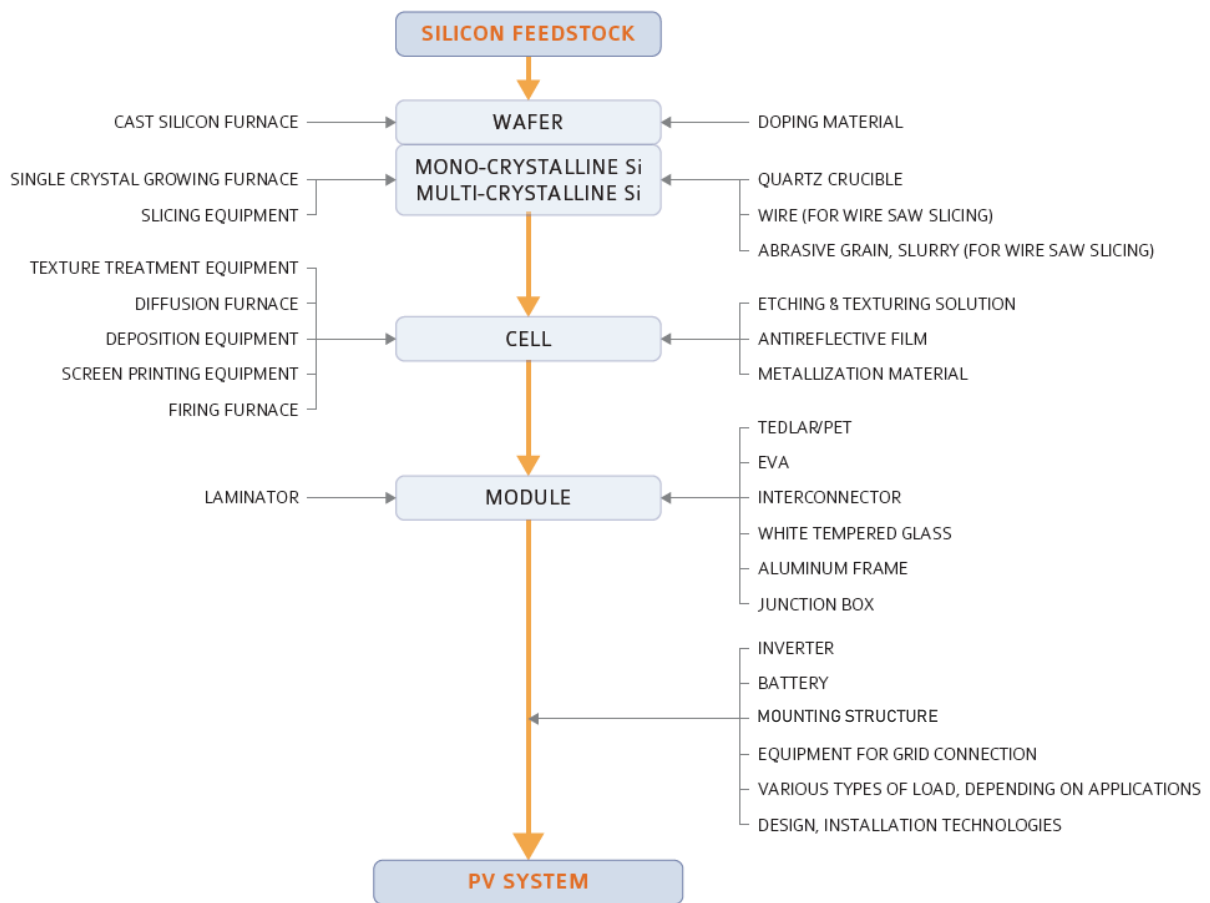 SILICON FEEDSTOCK
CAST SILICON FURNACE
WAFER
DOPING MATERIAL
SINGLE CRYSTAL GROWING FURNACE
SLICING EQUIPMENT
MONO-CRYSTALLINE Si
MULTI-CRYSTALLINE Si
QUARTZ CRUCIBLE
WIRE (FOR WIRE SAW SLICING)
ABRASIVE GRAIN, SLURRY (FOR WIRE SAW SLICING)
TEXTURE TREATMENT EQUIPMENT
DIFFUSION FURNACE
DEPOSITION EQUIPMENT
SCREEN PRINTING EQUIPMENT
FIRING FURNACE
CELL
ETCHING & TEXTURING SOLUTION
ANTIREFLECTIVE FILM
METALLIZATION MATERIAL
LAMINATOR
MODULE
TEDLAR/PET
EVA
INTERCONNECTOR
WHITE TEMPERED GLASS
ALUMINUM FRAME
JUNCTION BOX
INVERTER
BATTERY
MOUNTING STRUCTURE
EQUIPMENT FOR GRID CONNECTION
VARIOUS TYPES OF LOAD, DEPENDING ON APPLICATIONS
DESIGN, INSTALLATION TECHNOLOGIES
PV SYSTEM